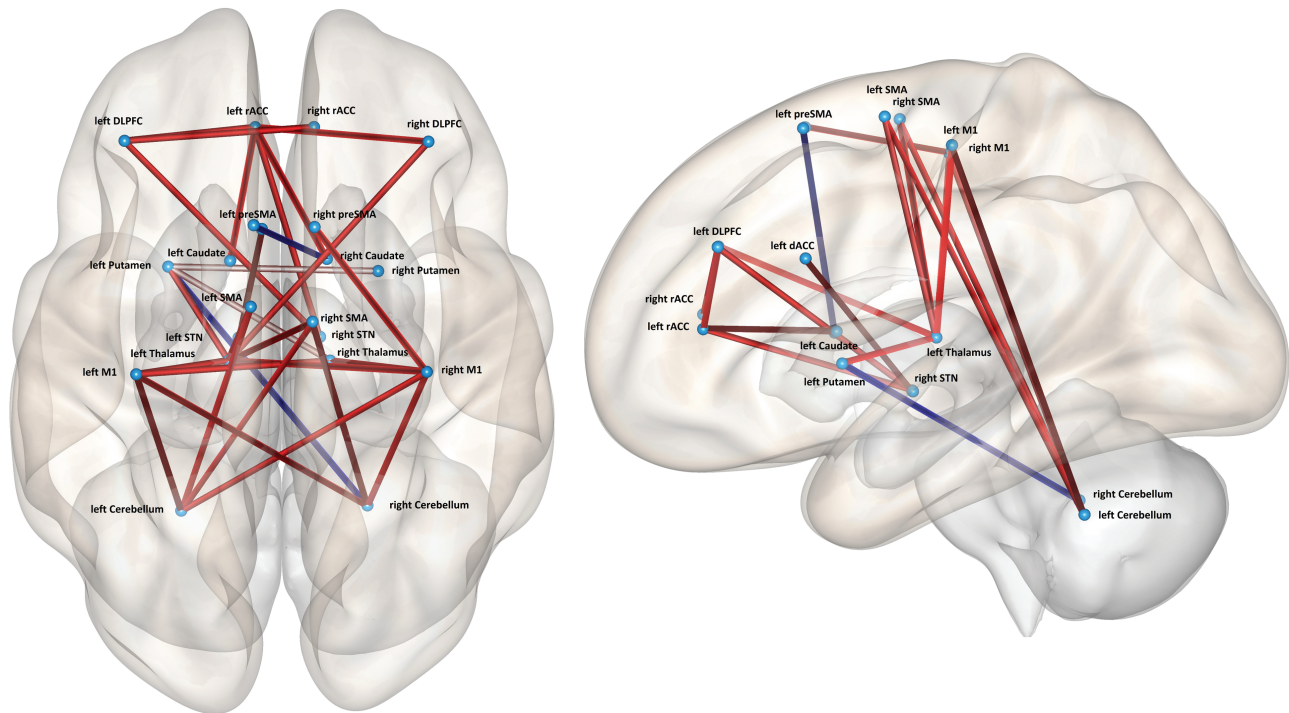 left rACC
right rACC
left DLPFC
right DLPFC
left preSMA
right preSMA
left Caudate
right Caudate
left Putamen
right Putamen
left SMA
right SMA
left STN
right STN
left Thalamus
right Thalamus
left M1
right M1
left Cerebellum
right Cerebellum
left SMA
right SMA
left preSMA
left M1
right M1
left DLPFC
left dACC
right rACC
left rACC
left Caudate
left Thalamus
left Putamen
right STN
right Cerebellum
left Cerebellum